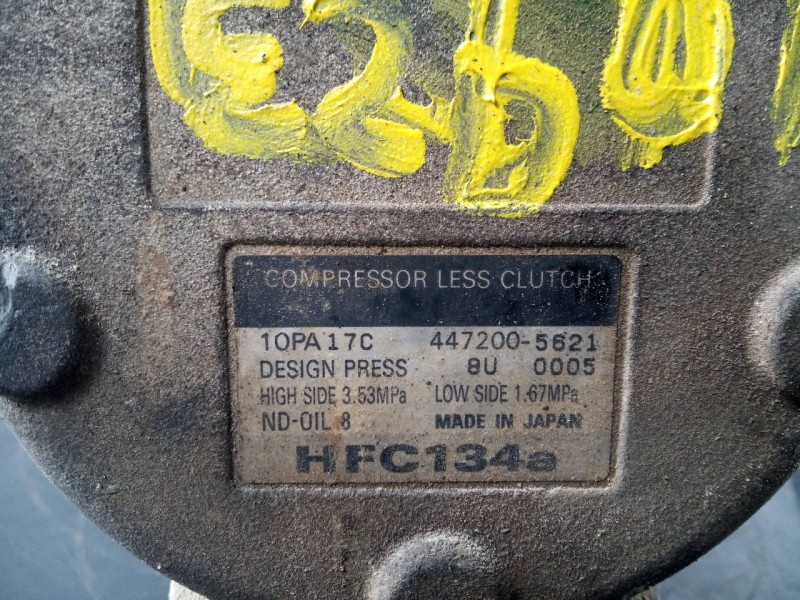 COMPRESSOR LESS CLUTCH
10PA17C 447200-5621
DESIGN PRESS 8U 0005
HIGH SIDE 3.53MPa LOW SIDE 1.67MPa
ND-OIL 8 MADE IN JAPAN
HFC134a